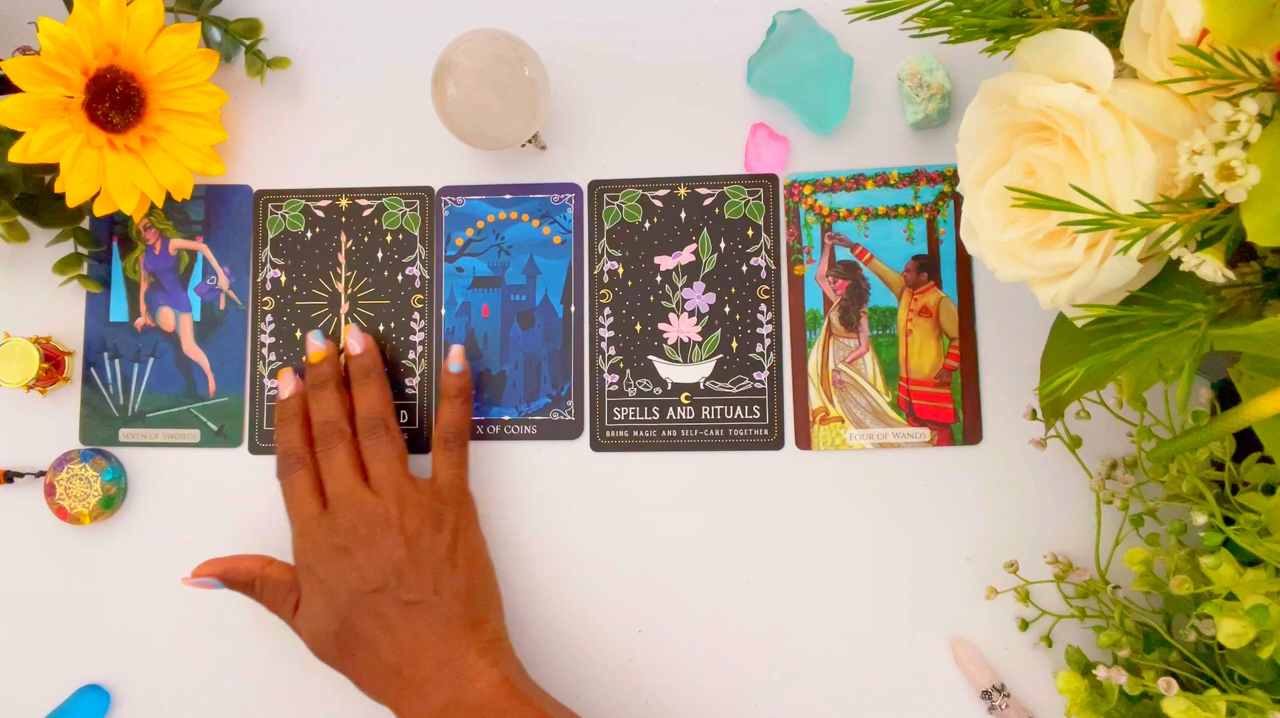 SEVEN OF SWORDS
D
X OF COINS
SPELLS AND RITUALS
BRING MAGIC AND SELF-CARE TOGETHER
FOUR OF WANDS